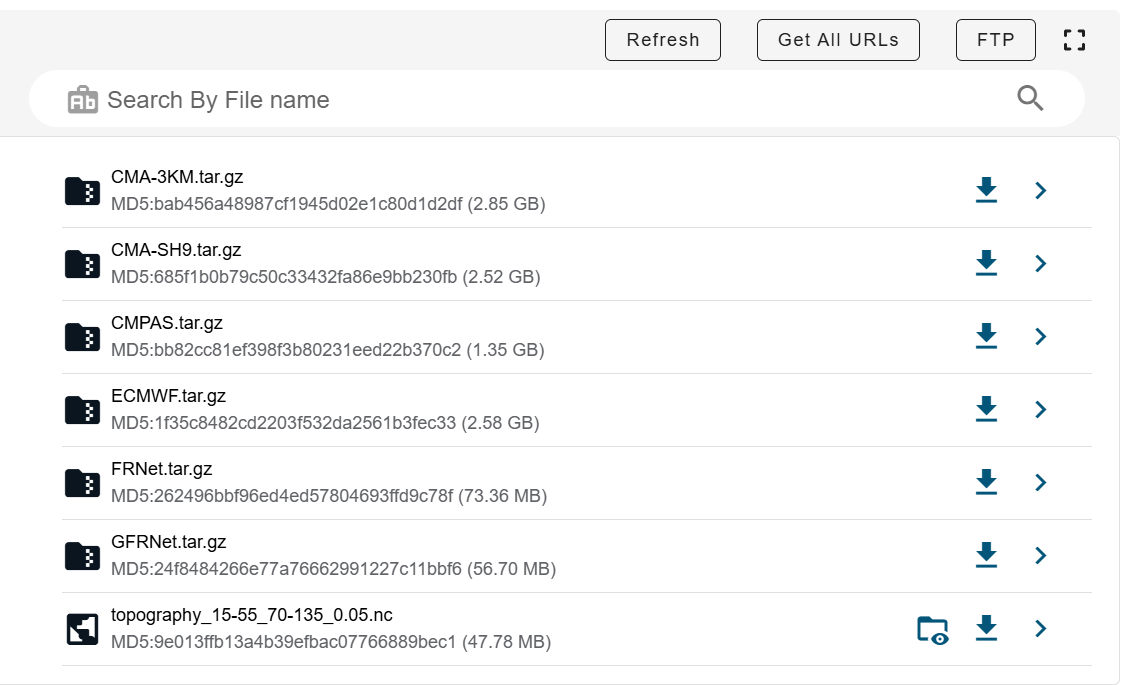 Refresh
Get All URLs
FTP
Ab Search By File name
CMA-3KM.tar.gz
MD5:bab456a48987cf1945d02e1c80d1d2df (2.85 GB)
CMA-SH9.tar.gz
MD5:685f1b0b79c50c33432fa86e9bb230fb (2.52 GB)
CMPAS.tar.gz
MD5:bb82cc81ef398f3b80231eed22b370c2 (1.35 GB)
ECMWF.tar.gz
MD5:1f35c8482cd2203f532da2561b3fec33 (2.58 GB)
FRNet.tar.gz
MD5:262496bbf96ed4ed57804693ffd9c78f (73.36 MB)
GFRNet.tar.gz
MD5:24f8484266e77a76662991227c11bbf6 (56.70 MB)
topography_15-55_70-135_0.05.nc
MD5:9e013ffb13a4b39efbac07766889bec1 (47.78 MB)